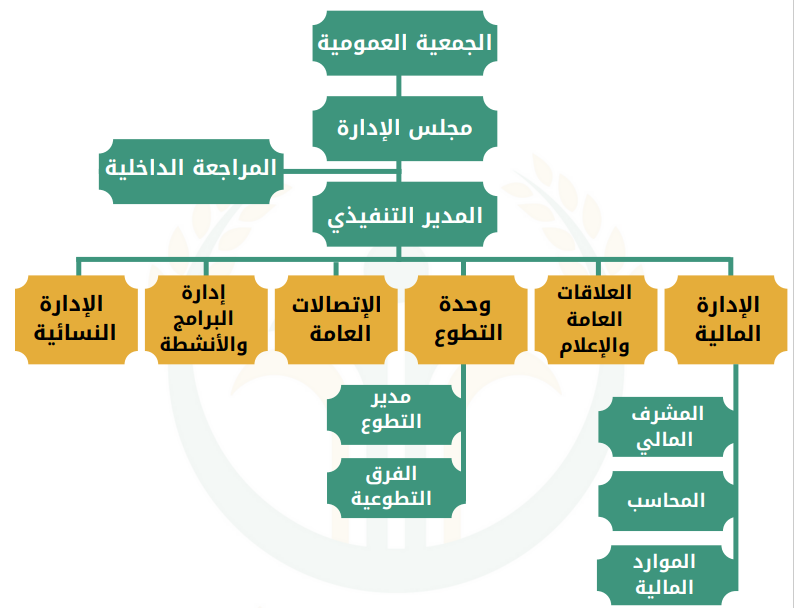 الجمعية العمومية
مجلس الإدارة
المراجعة الداخلية
المدير التنفيذي
الإدارة
المالية
العلاقات
العامة
والإعلام
وحدة
التطوع
الإتصالات
العامة
إدارة
البرامج
والأنشطة
الإدارة
النسائية
المشرف
المالي
المحاسب
الموارد
المالية
مدير
التطوع
الفرق
التطوعية